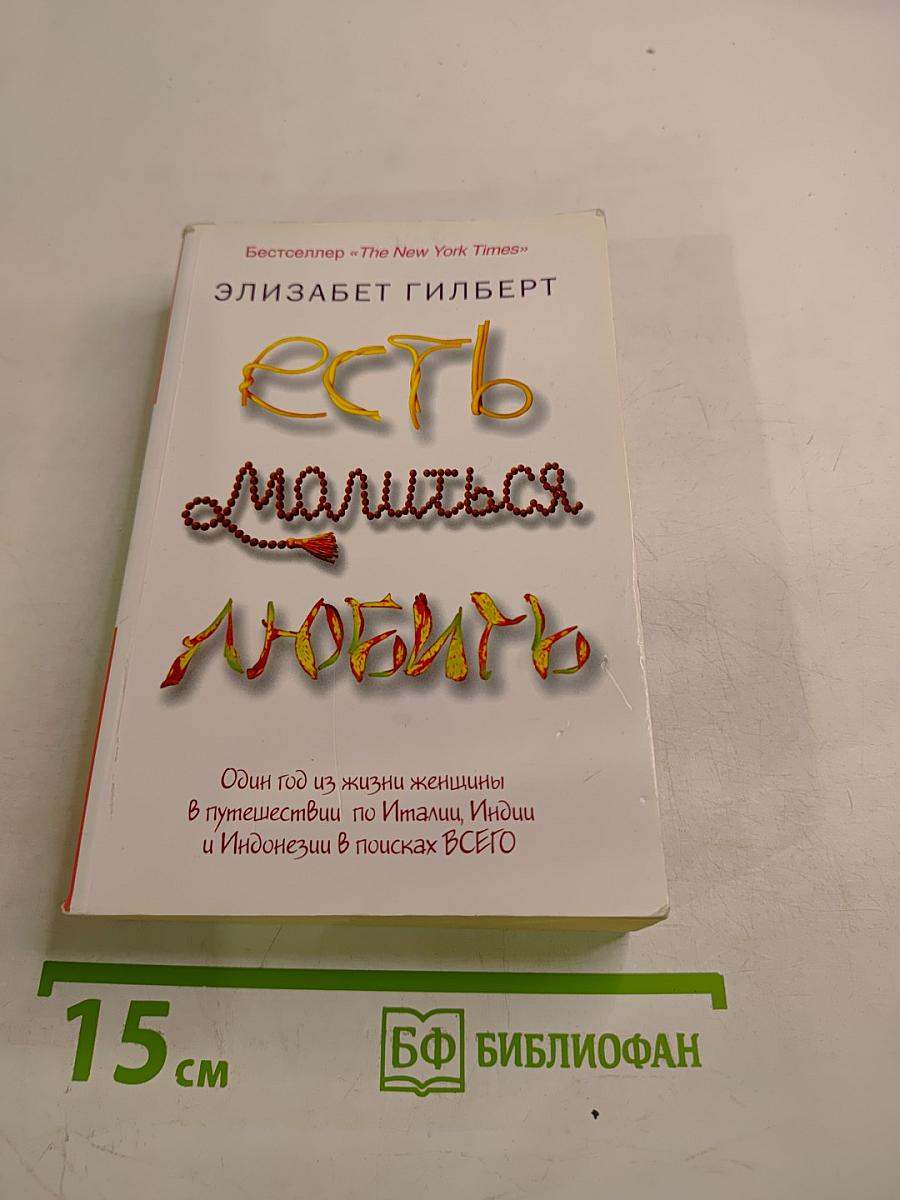 Бестселлер «The New York Times»
ЭЛИЗАБЕТ ГИЛБЕРТ
есть
молиться
любить
Один год из жизни женщины
в путешествии по Италии, Индии
и Индонезии в поисках ВСЕГО
15 см
БФ БИБЛИОФАН